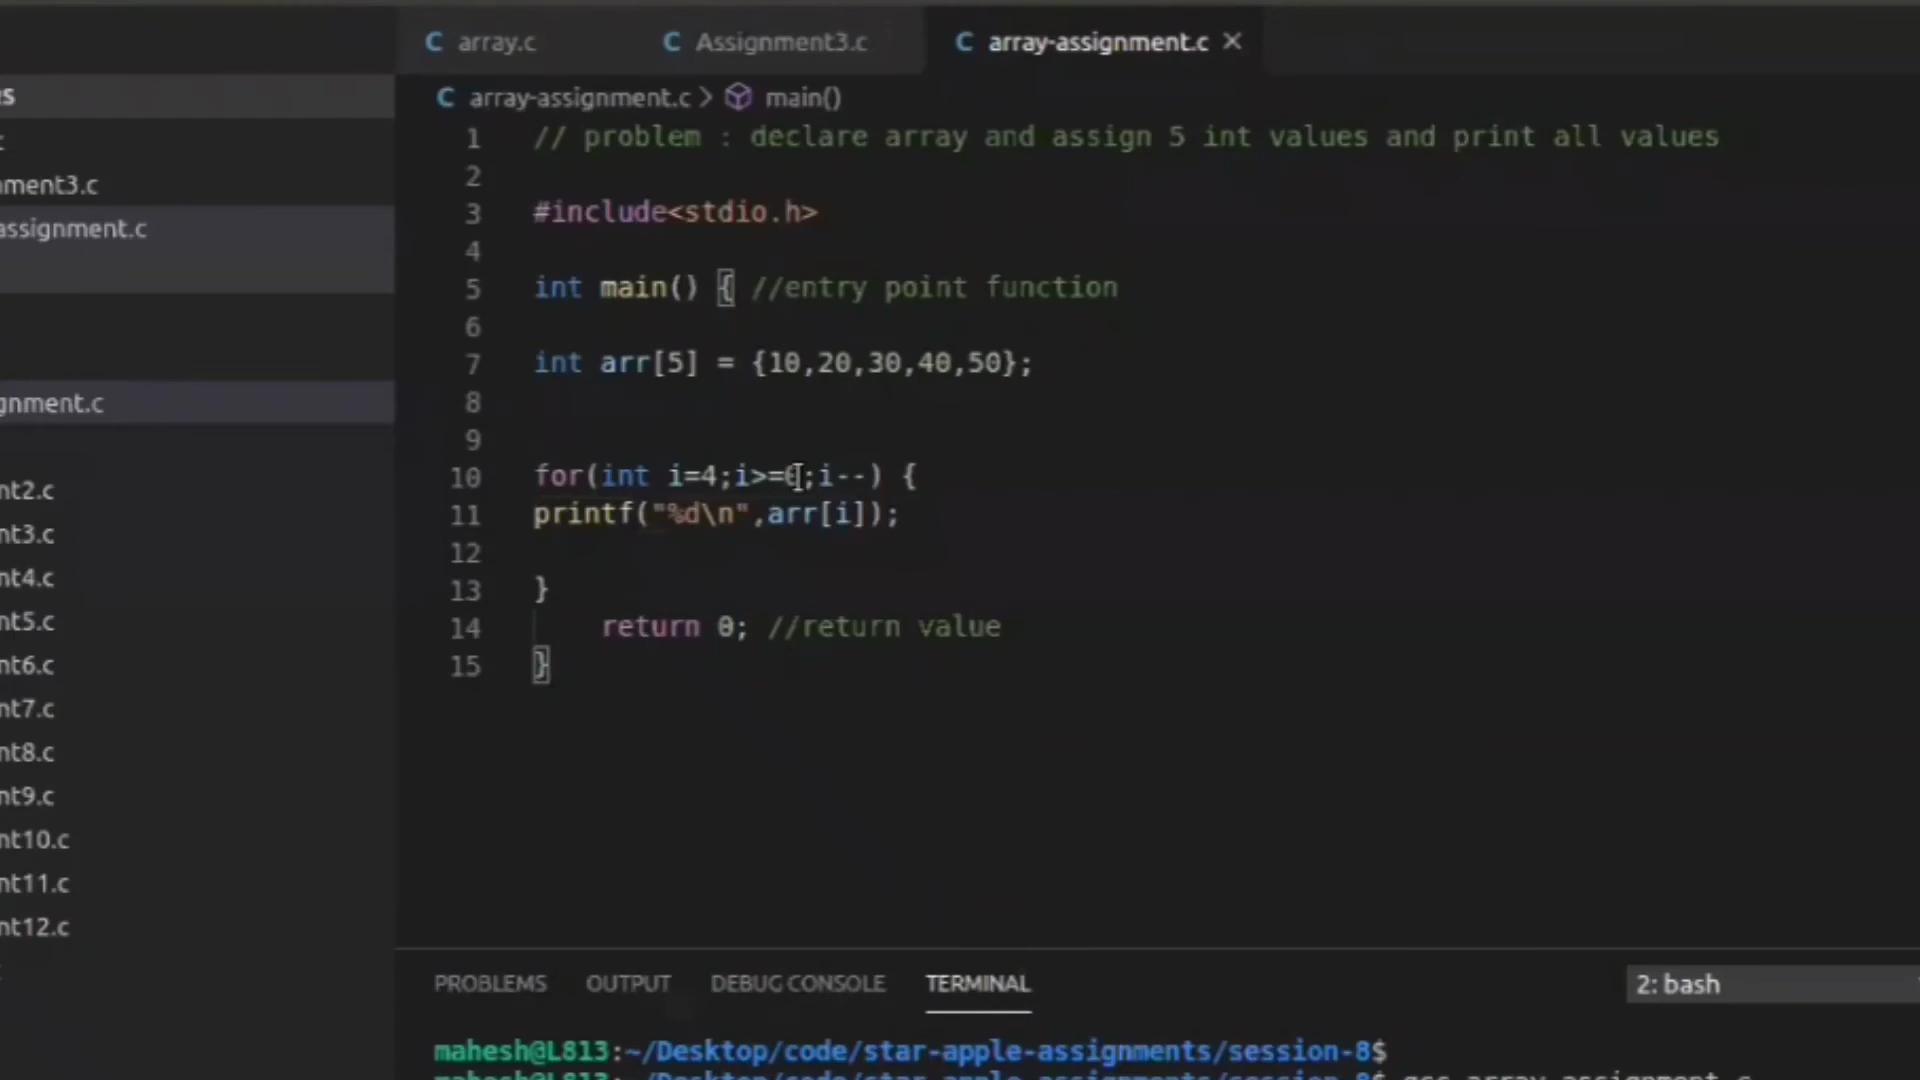 array.c Assignment3.c array-assignment.c
array-assignment.c > main()
1 // problem : declare array and assign 5 int values and print all values
2
3 #include<stdio.h>
4
5 int main() { //entry point function
6
7 int arr[5] = {10,20,30,40,50};
8
9
10 for(int i=4;i>=0;i--) {
11 printf("%d\n",arr[i]);
12
13 }
14 return 0; //return value
15 }
nment3.c
assignment.c
gnment.c
nt2.c
nt3.c
nt4.c
nt5.c
nt6.c
nt7.c
nt8.c
nt9.c
nt10.c
nt11.c
nt12.c
PROBLEMS OUTPUT DEBUG CONSOLE TERMINAL 2: bash
mahesh@L813:~/Desktop/code/star-apple-assignments/session-8$